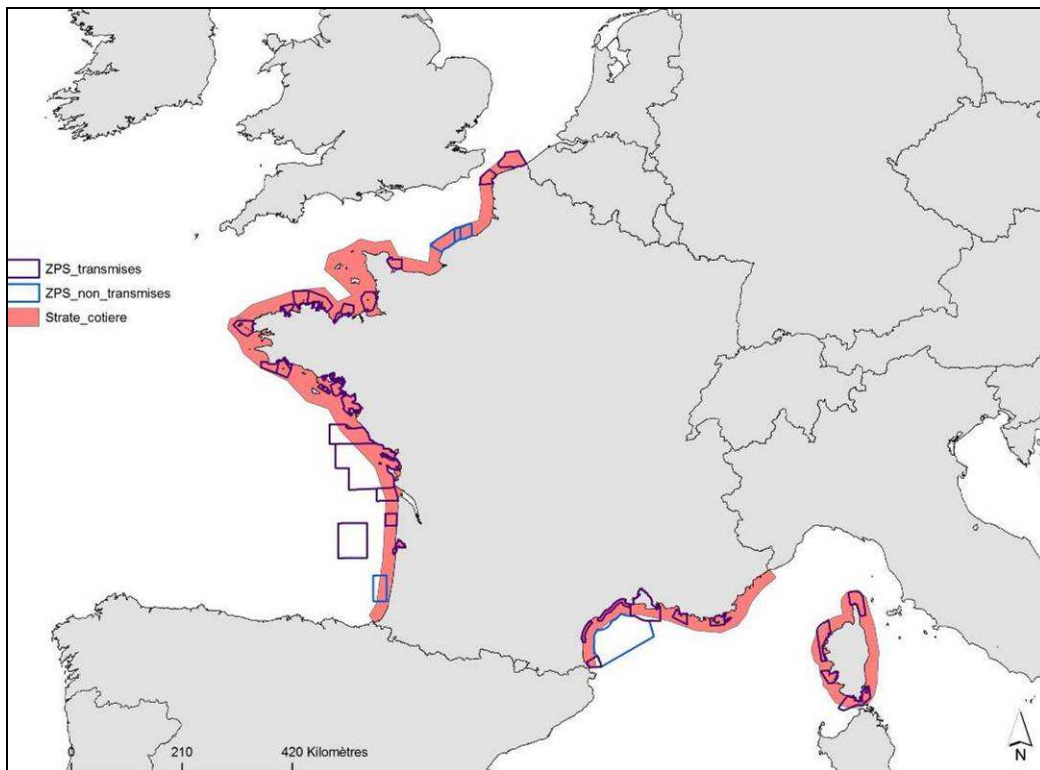 ZPS_transmises
ZPS_non_transmises
Strate_cotiere
0 210 420 Kilomètres
N